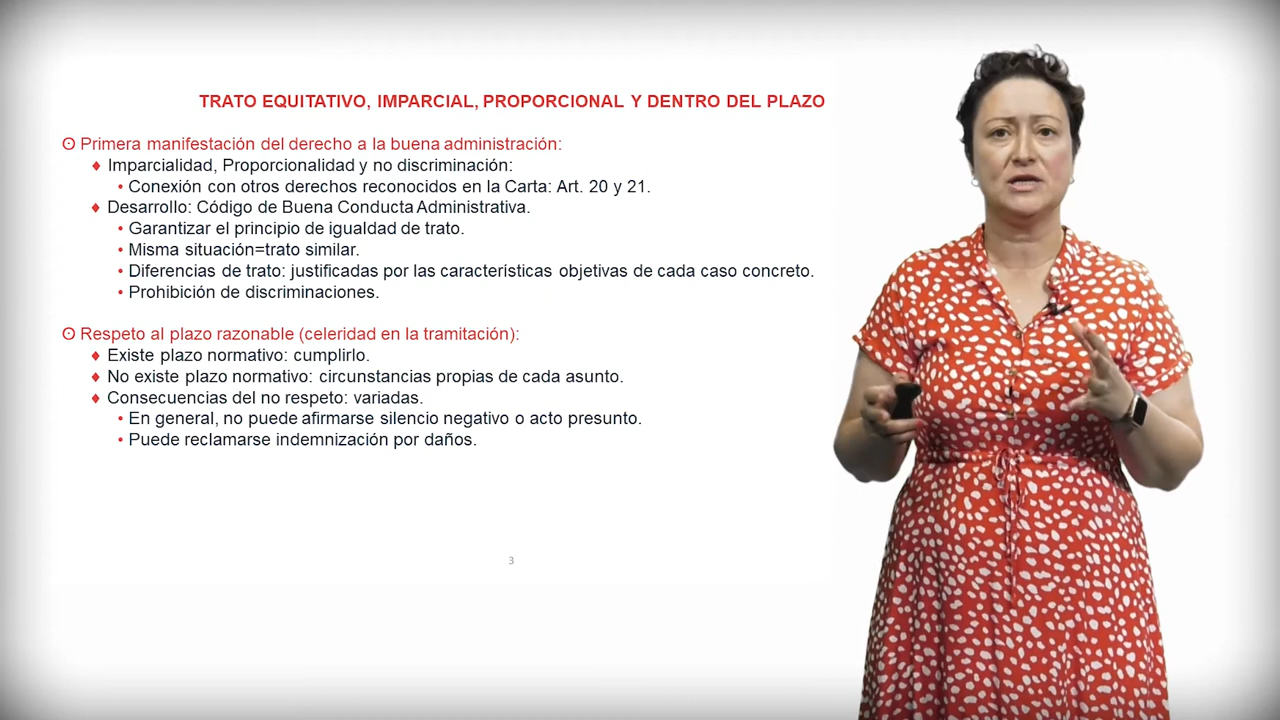 TRATO EQUITATIVO, IMPARCIAL, PROPORCIONAL Y DENTRO DEL PLAZO
Primera manifestación del derecho a la buena administración:
Imparcialidad, Proporcionalidad y no discriminación:
• Conexión con otros derechos reconocidos en la Carta: Art. 20 y 21.
Desarrollo: Código de Buena Conducta Administrativa.
• Garantizar el principio de igualdad de trato.
• Misma situación=trato similar.
• Diferencias de trato: justificadas por las características objetivas de cada caso concreto.
• Prohibición de discriminaciones.
Respeto al plazo razonable (celeridad en la tramitación):
Existe plazo normativo: cumplirlo.
No existe plazo normativo: circunstancias propias de cada asunto.
Consecuencias del no respeto: variadas.
• En general, no puede afirmarse silencio negativo o acto presunto.
• Puede reclamarse indemnización por daños.
3